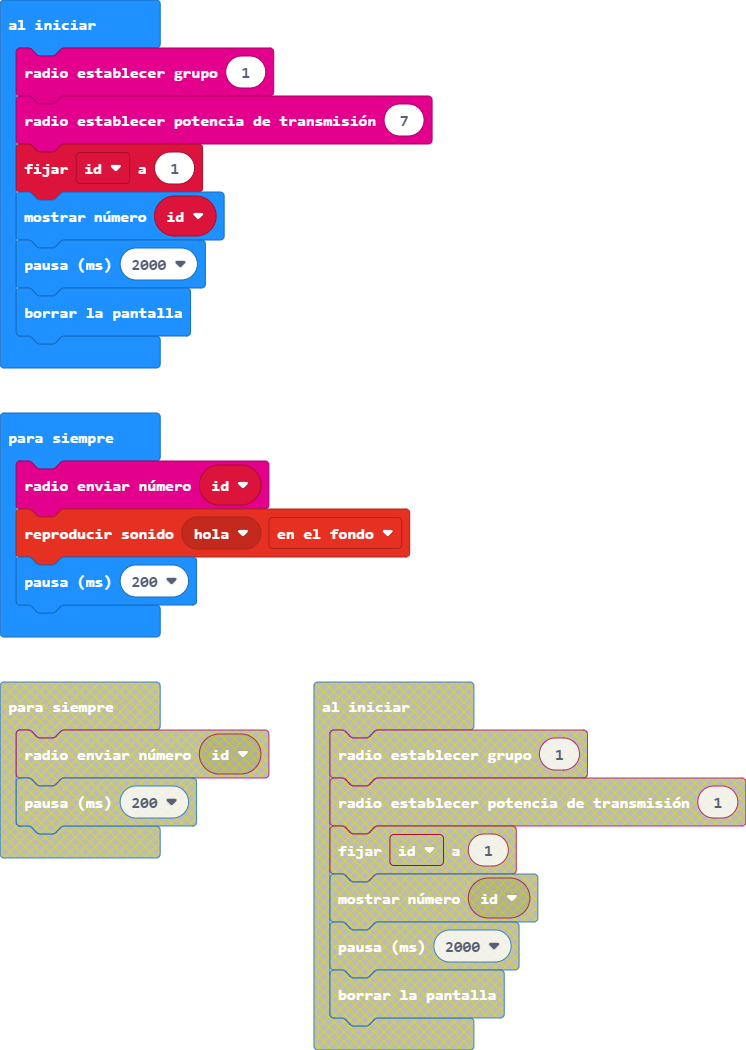 al iniciar
radio establecer grupo 1
radio establecer potencia de transmisión 7
fijar id a 1
mostrar número id
pausa (ms) 2000
borrar la pantalla
para siempre
radio enviar número id
reproducir sonido hola en el fondo
pausa (ms) 200
para siempre
radio enviar número id
pausa (ms) 200
al iniciar
radio establecer grupo 1
radio establecer potencia de transmisión 1
fijar id a 1
mostrar número id
pausa (ms) 2000
borrar la pantalla